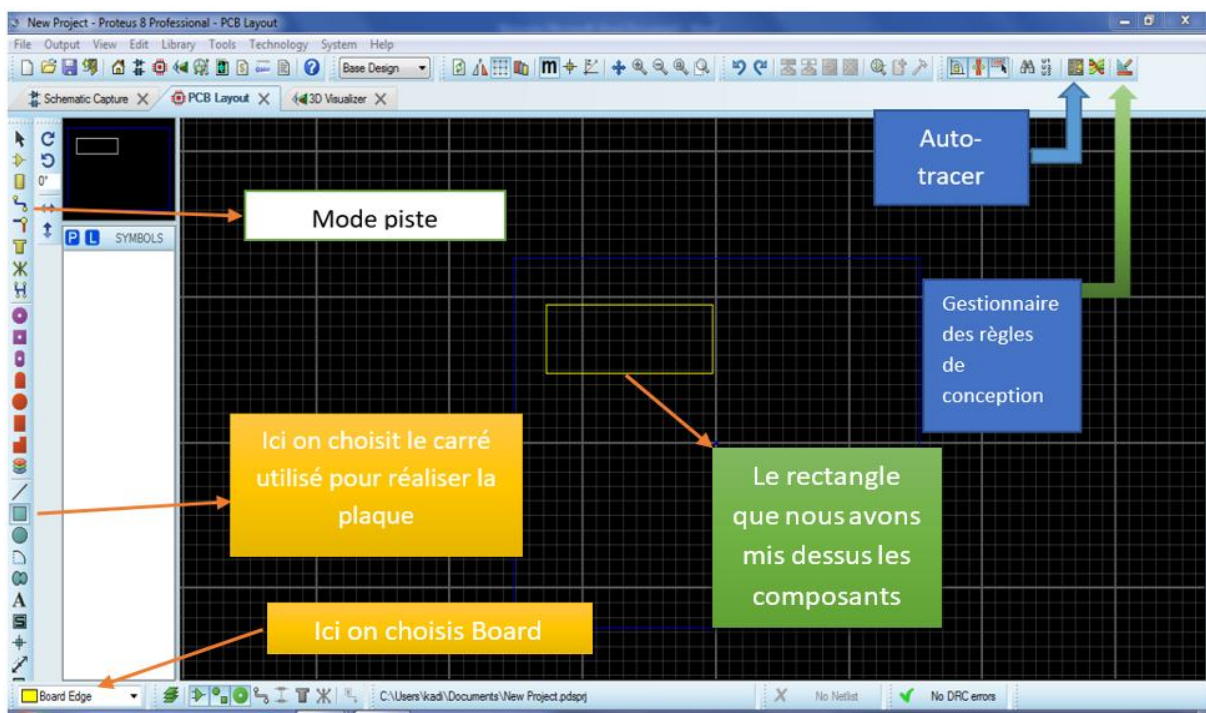 New Project - Proteus 8 Professional - PCB Layout
File Output View Edit Library Tools Technology System Help
Base Design
Schematic Capture PCB Layout 3D Visualizer
0°
P L SYMBOLS
Auto-
tracer
Mode piste
Gestionnaire
des règles
de
conception
Ici on choisit le carré
utilisé pour réaliser la
plaque
Le rectangle
que nous avons
mis dessus les
composants
Ici on choisis Board
Board Edge
C:\Users\kadi\Documents\New Project.pdsprj
No Netlist
No DRC errors